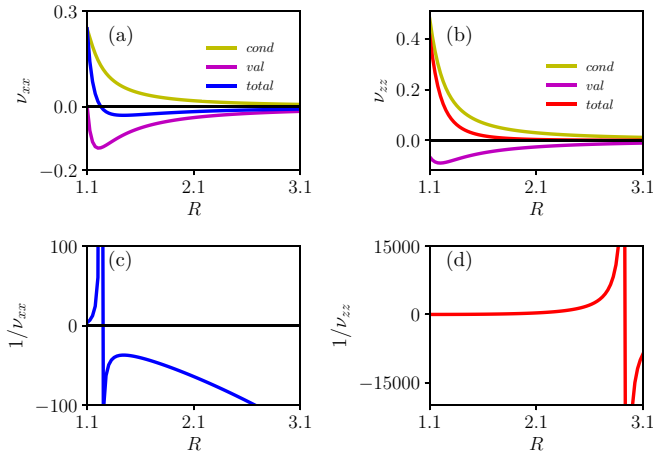 0.3
(a)
cond
val
total
ν_xx
0.0
−0.2
1.1
2.1
3.1
R
0.4
(b)
cond
val
total
ν_zz
0.2
0.0
1.1
2.1
3.1
R
100
(c)
1/ν_xx
0
−100
1.1
2.1
3.1
R
15000
(d)
1/ν_zz
0
−15000
1.1
2.1
3.1
R